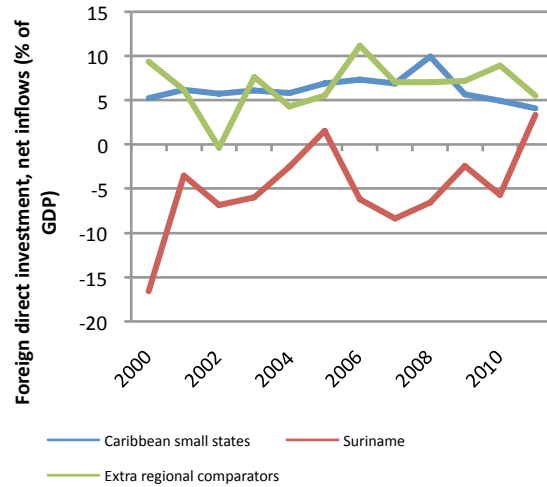 Foreign direct investment, net inflows (% of
GDP)
15
10
5
0
-5
-10
-15
-20
2000
2002
2004
2006
2008
2010
Caribbean small states
Suriname
Extra regional comparators